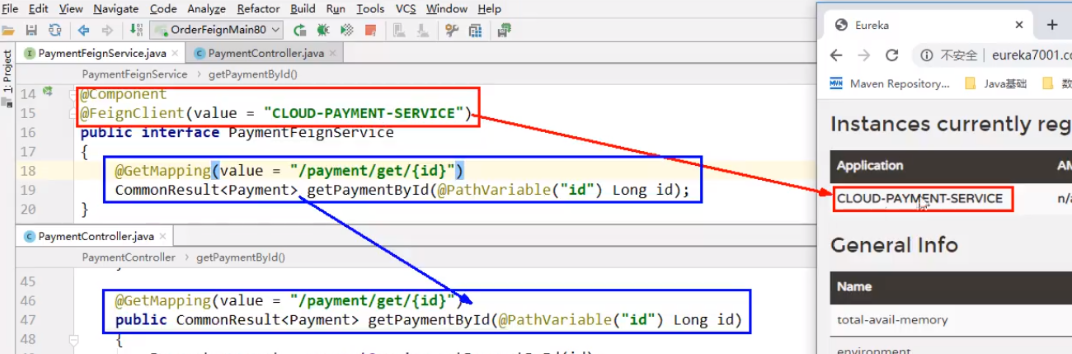 File Edit View Navigate Code Analyze Refactor Build Run Tools VCS Window Help
OrderFeignMain80
PaymentFeignService.java
PaymentController.java
1: Project
PaymentFeignService getPaymentById()
14 @Component
15 @FeignClient(value = "CLOUD-PAYMENT-SERVICE")
16 public interface PaymentFeignService
17 {
18 @GetMapping(value = "/payment/get/{id}")
19 CommonResult<Payment> getPaymentById(@PathVariable("id") Long id);
20 }
PaymentController.java
PaymentController getPaymentById()
45
46 @GetMapping(value = "/payment/get/{id}")
47 public CommonResult<Payment> getPaymentById(@PathVariable("id") Long id)
48 {
Eureka
不安全 | eureka7001.co
Maven Repository... Java基础 数
Instances currently reg
Application AM
CLOUD-PAYMENT-SERVICE n/a
General Info
Name
total-avail-memory
environment